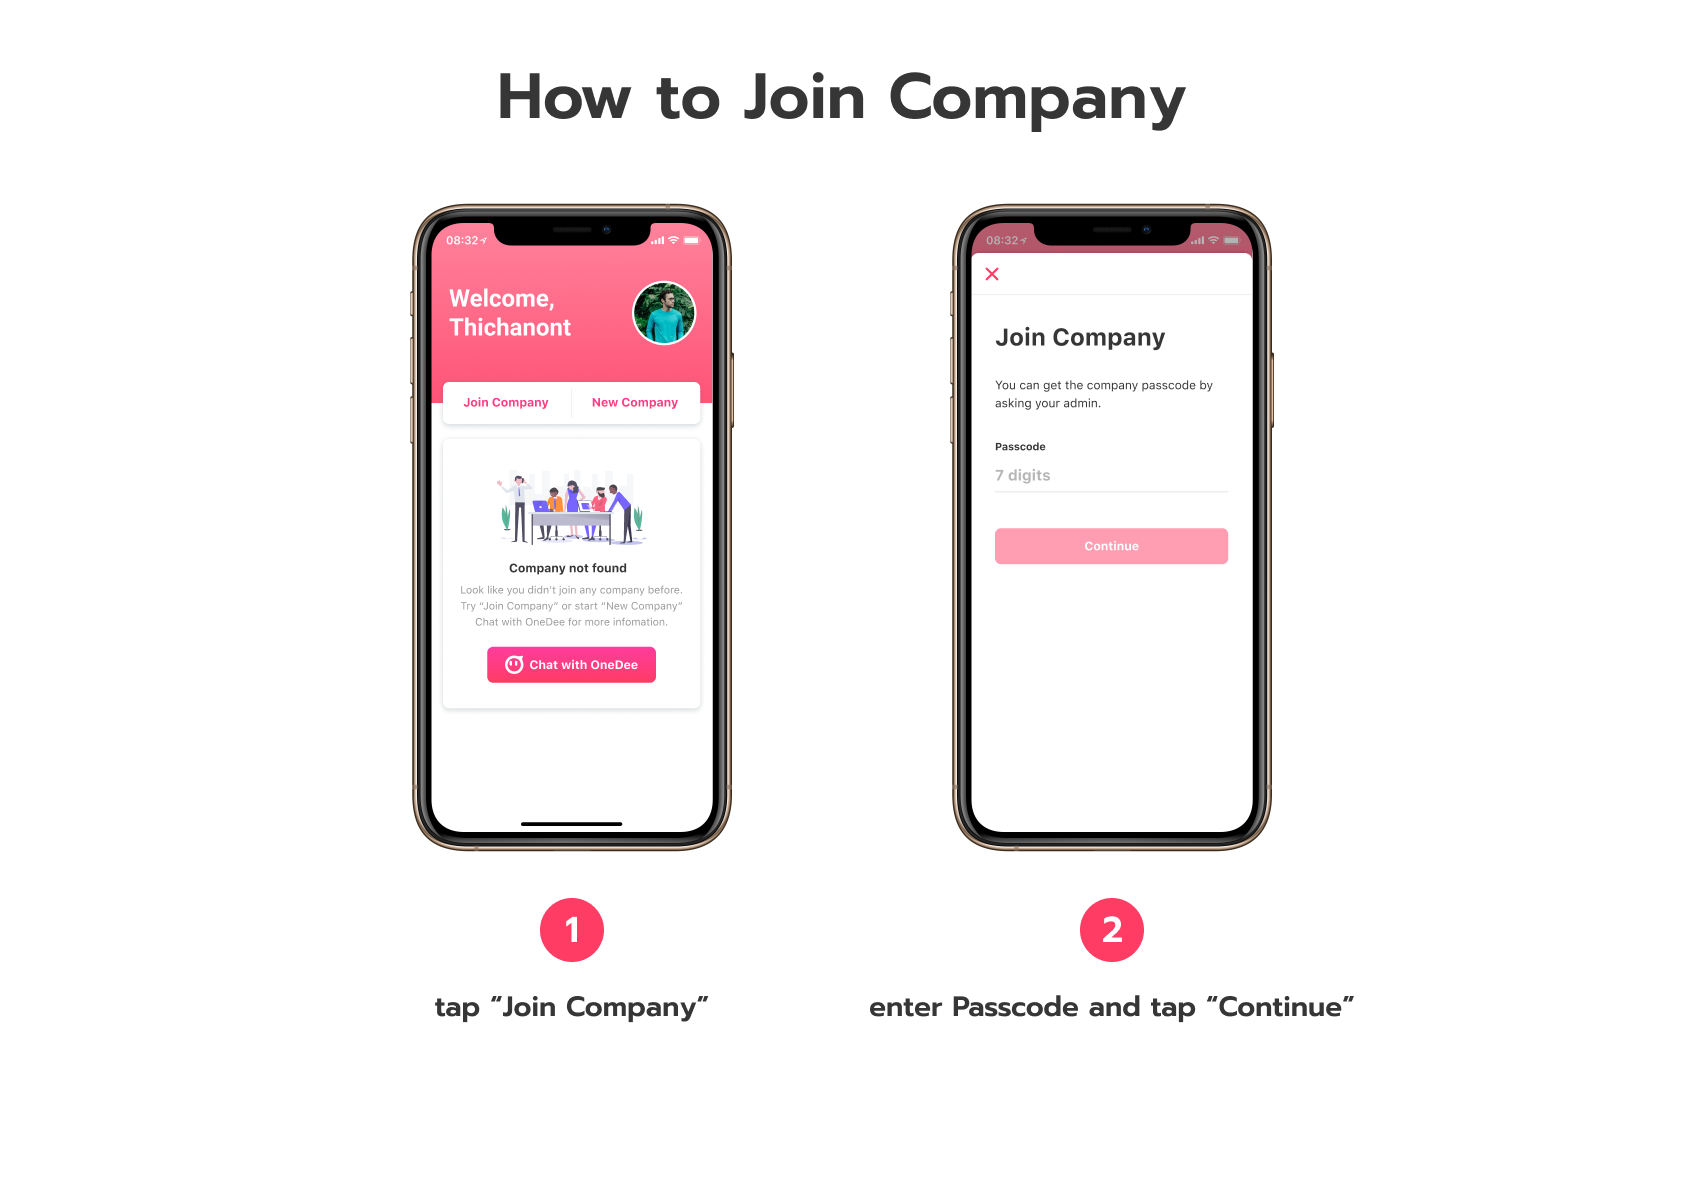 How to Join Company
08:32
Welcome,
Thichanont
Join Company
New Company
Company not found
Look like you didn't join any company before.
Try “Join Company” or start “New Company”
Chat with OneDee for more infomation.
Chat with OneDee
1
tap “Join Company”
08:32
Join Company
You can get the company passcode by
asking your admin.
Passcode
7 digits
Continue
2
enter Passcode and tap “Continue”